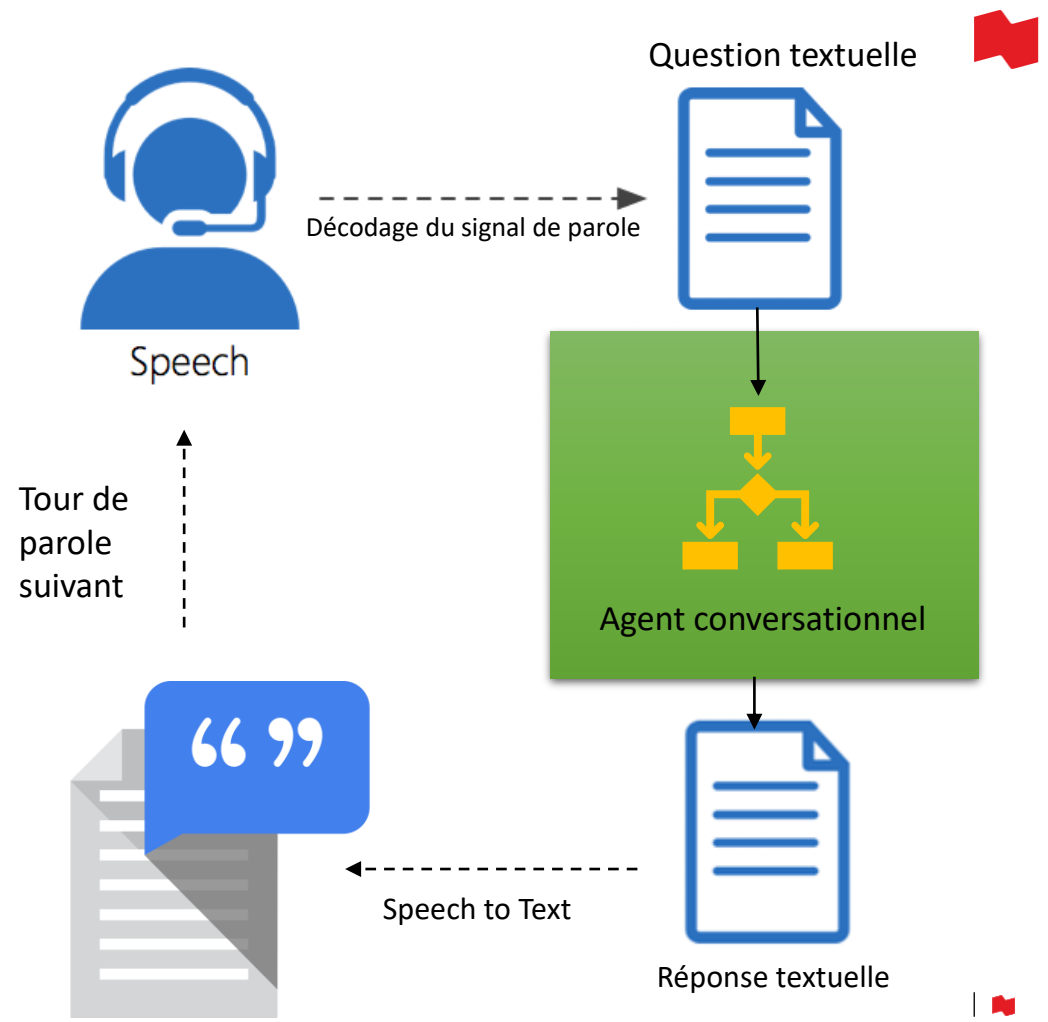 Question textuelle
Décodage du signal de parole
Speech
Agent conversationnel
Tour de
parole
suivant
“ ”
Speech to Text
Réponse textuelle